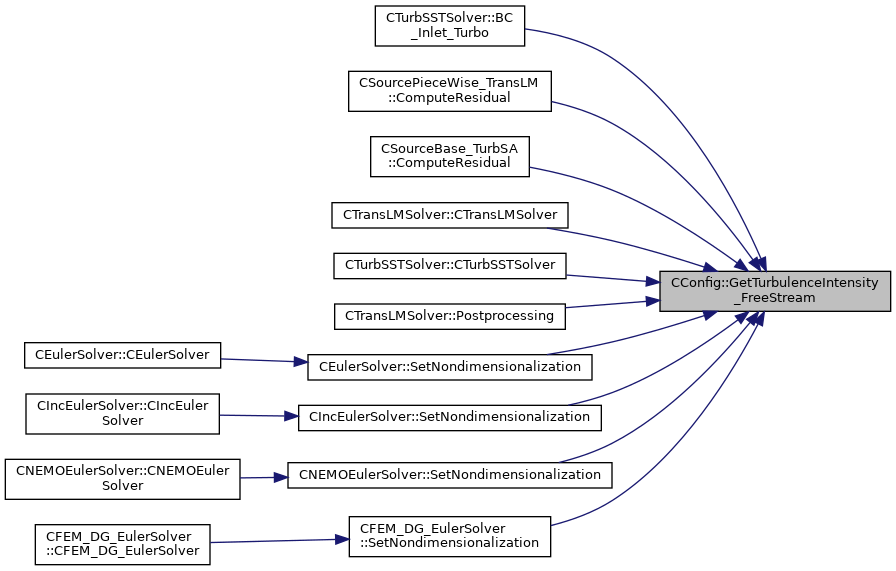 CTurbSSTSolver::BC
_Inlet_Turbo
CSourcePieceWise_TransLM
::ComputeResidual
CSourceBase_TurbSA
::ComputeResidual
CTransLMSolver::CTransLMSolver
CTurbSSTSolver::CTurbSSTSolver
CConfig::GetTurbulenceIntensity
_FreeStream
CTransLMSolver::Postprocessing
CEulerSolver::CEulerSolver
CEulerSolver::SetNondimensionalization
CIncEulerSolver::CIncEuler
Solver
CIncEulerSolver::SetNondimensionalization
CNEMOEulerSolver::CNEMOEuler
Solver
CNEMOEulerSolver::SetNondimensionalization
CFEM_DG_EulerSolver
::CFEM_DG_EulerSolver
CFEM_DG_EulerSolver
::SetNondimensionalization